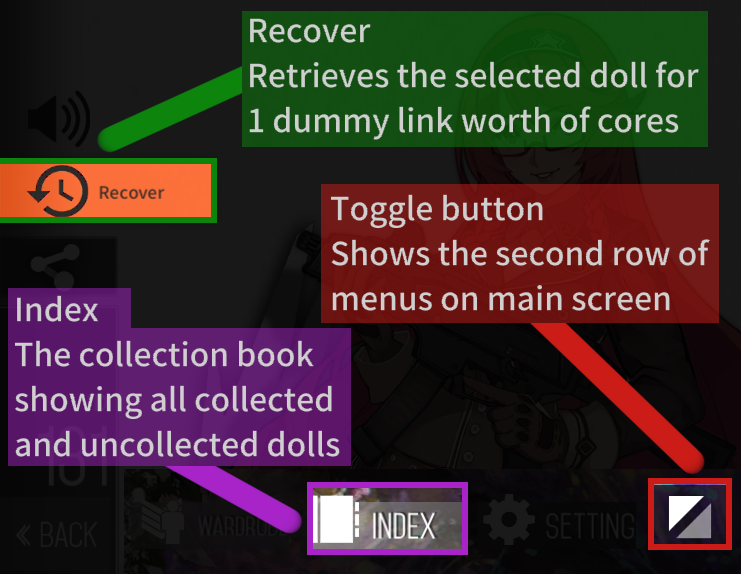 Recover
Retrieves the selected doll for
1 dummy link worth of cores
Recover
Toggle button
Shows the second row of
menus on main screen
Index
The collection book
showing all collected
and uncollected dolls
161
BACK
WARDROBE
INDEX
SETTING